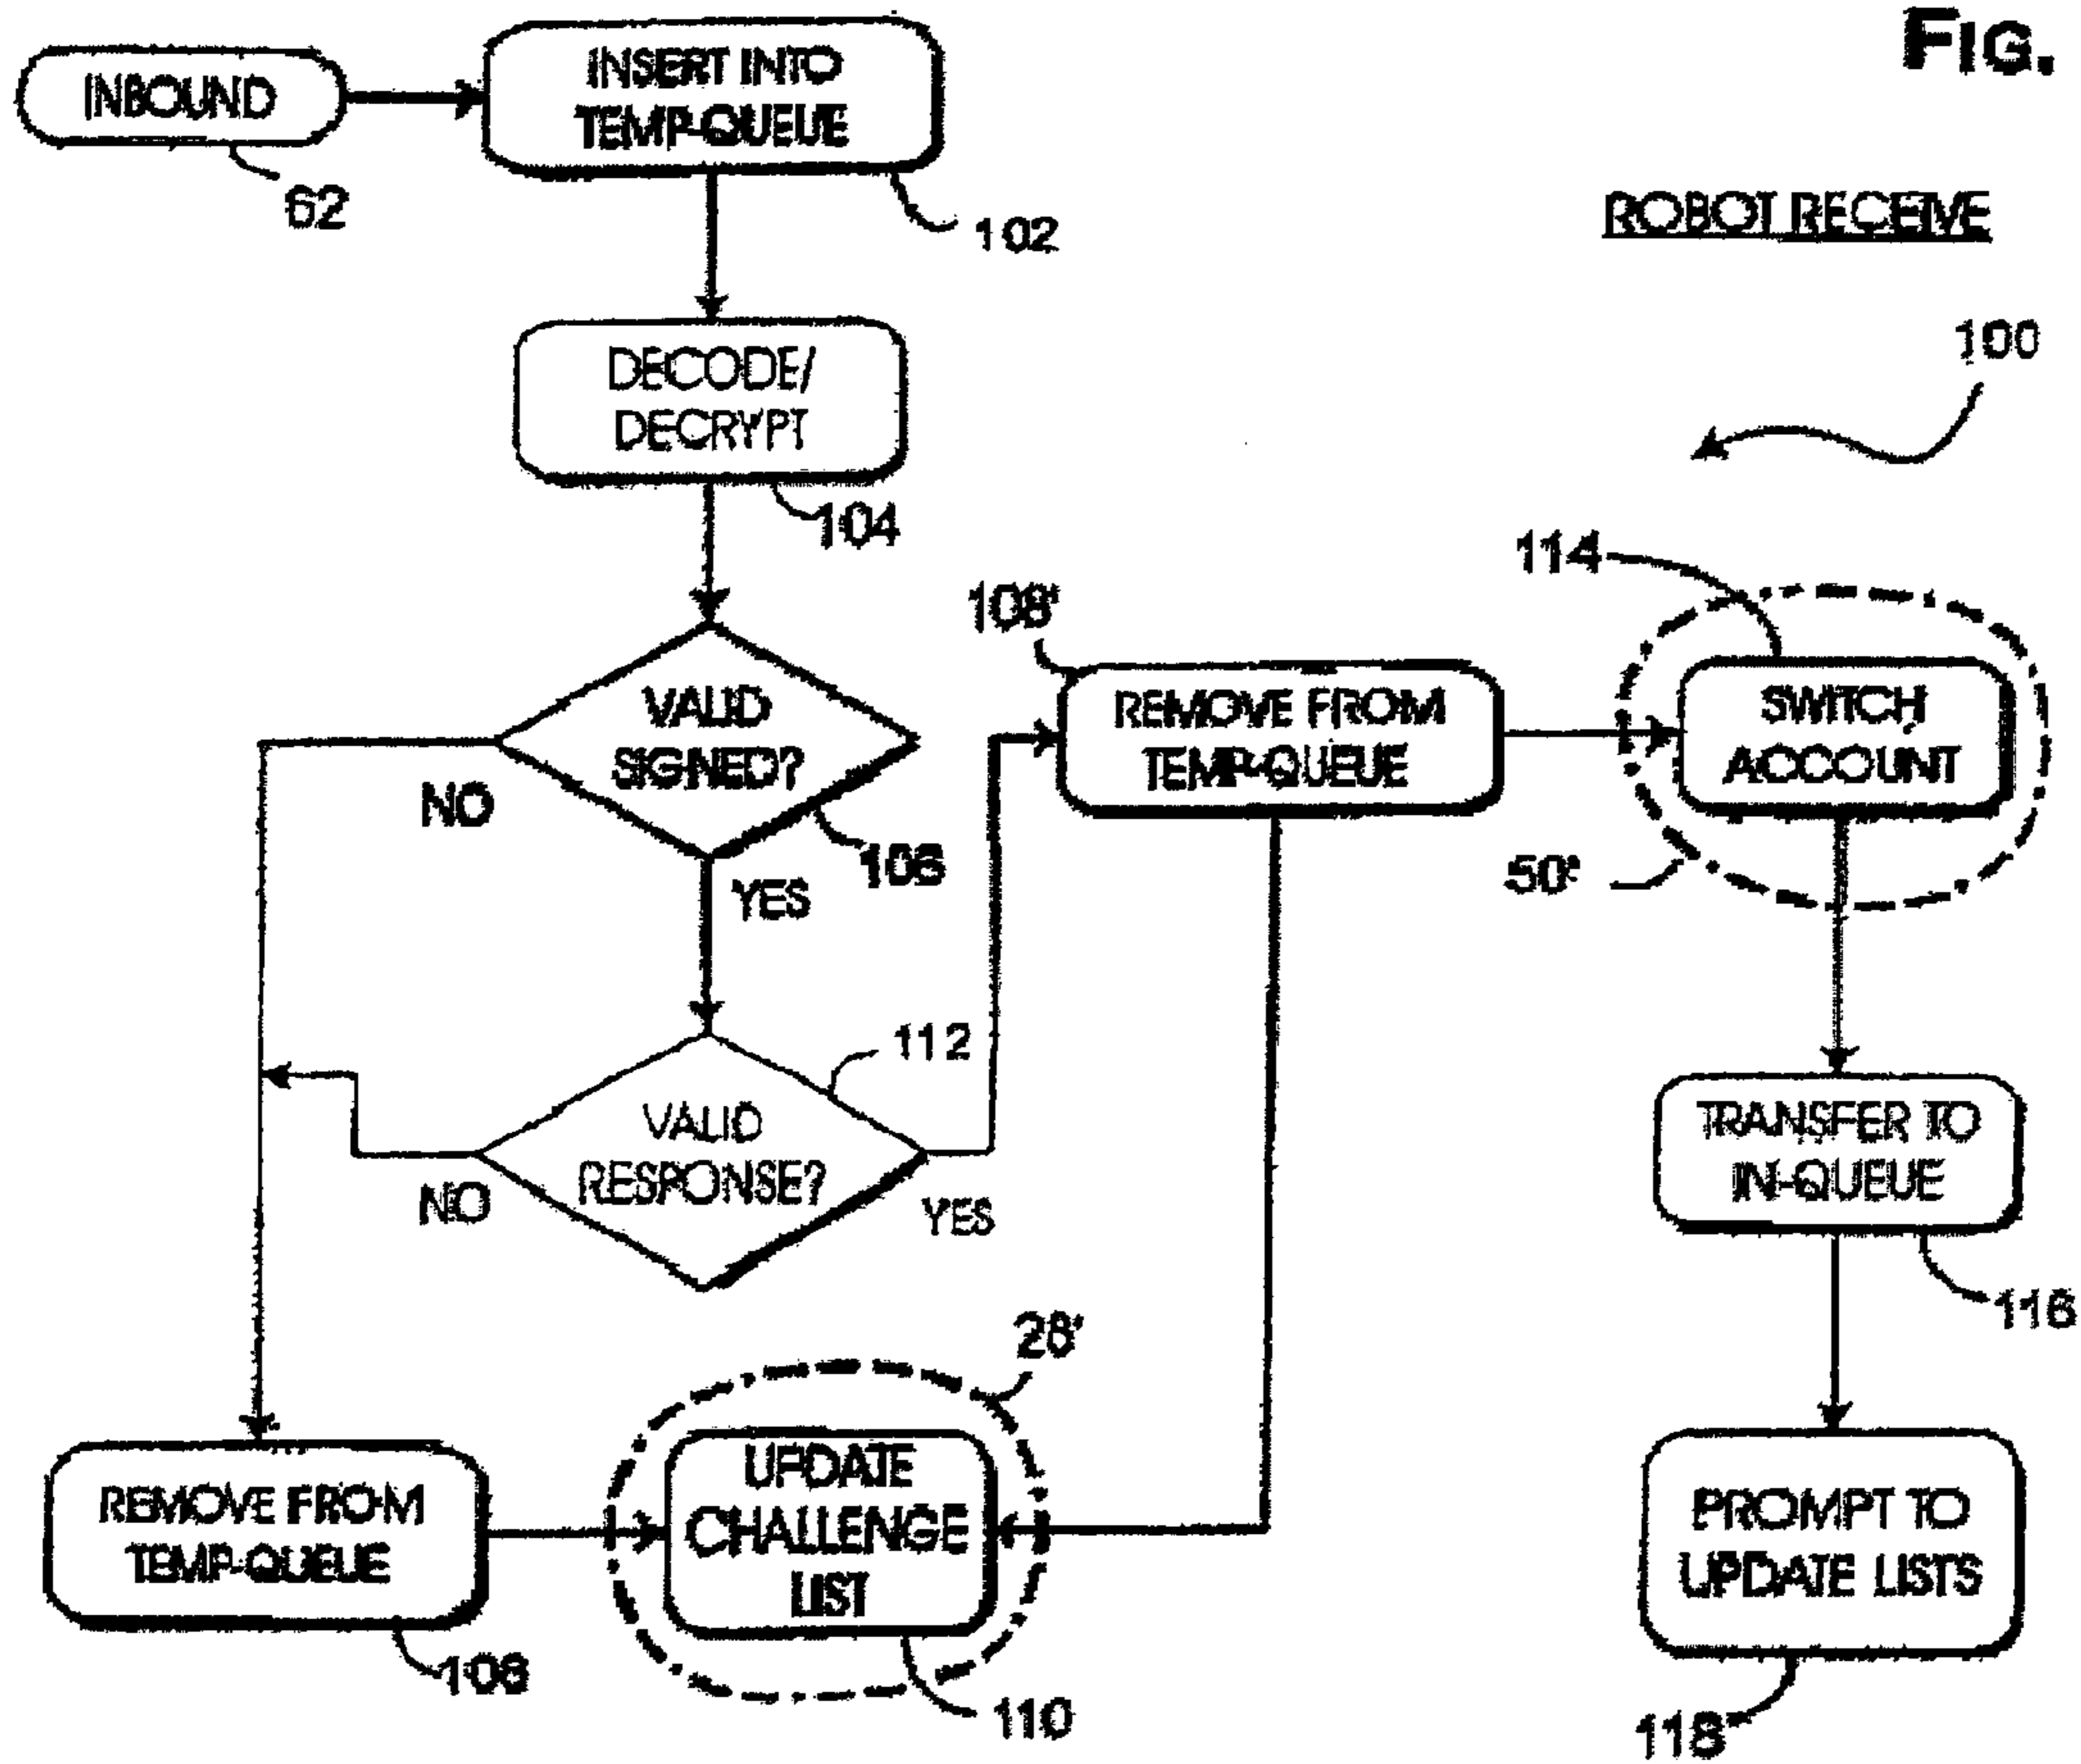 FIG.
INBOUND
INSERT INTO
TEMP-QUEUE
62
102
ROBOT RECEIVE
100
DECODE/
DECRYPT
104
114
108'
VALID
SIGNED?
NO
106
YES
REMOVE FROM
TEMP-QUEUE
SWITCH
ACCOUNT
50'
112
VALID
RESPONSE?
NO
YES
TRANSFER TO
IN-QUEUE
116
28'
REMOVE FROM
TEMP-QUEUE
108
UPDATE
CHALLENGE
LIST
110
PROMPT TO
UPDATE LISTS
118